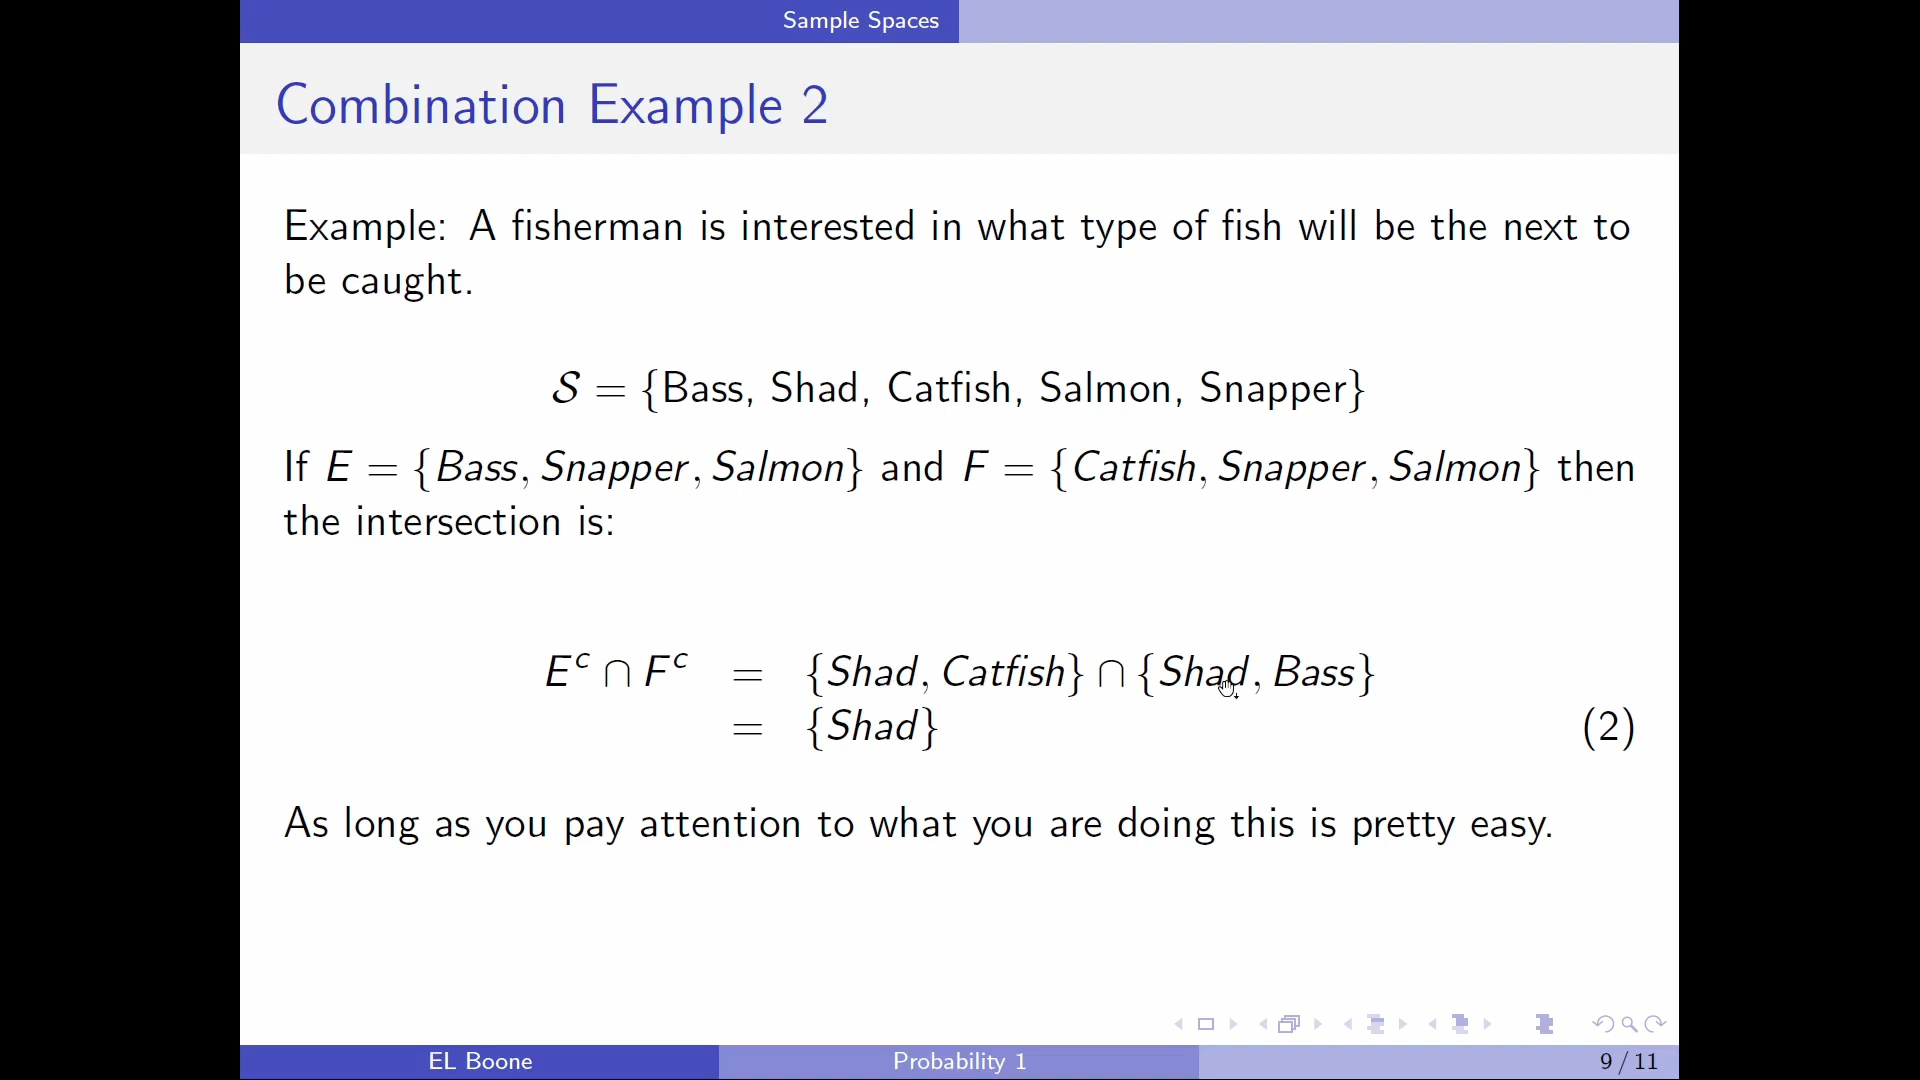 Sample Spaces
Combination Example 2
Example: A fisherman is interested in what type of fish will be the next to
be caught.
𝒮 = {Bass, Shad, Catfish, Salmon, Snapper}
If E = {Bass, Snapper, Salmon} and F = {Catfish, Snapper, Salmon} then
the intersection is:
Eᶜ ∩ Fᶜ = {Shad, Catfish} ∩ {Shad, Bass}
= {Shad} (2)
As long as you pay attention to what you are doing this is pretty easy.
EL Boone Probability 1 9 / 11